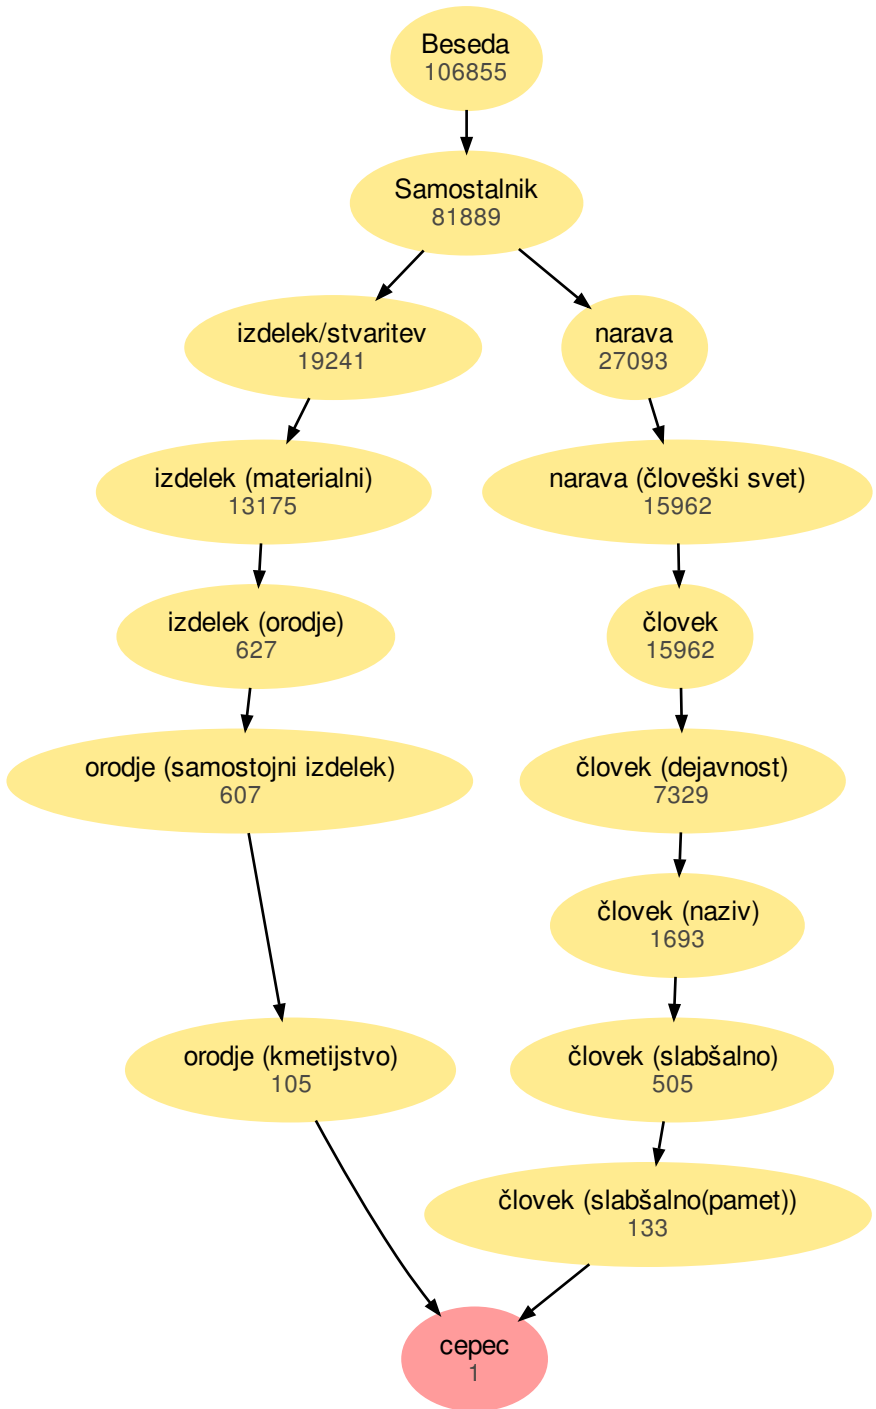 Beseda
106855
Samostalnik
81889
izdelek/stvaritev
19241
narava
27093
izdelek (materialni)
13175
narava (človeški svet)
15962
izdelek (orodje)
627
človek
15962
orodje (samostojni izdelek)
607
človek (dejavnost)
7329
človek (naziv)
1693
orodje (kmetijstvo)
105
človek (slabšalno)
505
človek (slabšalno(pamet))
133
cepec
1